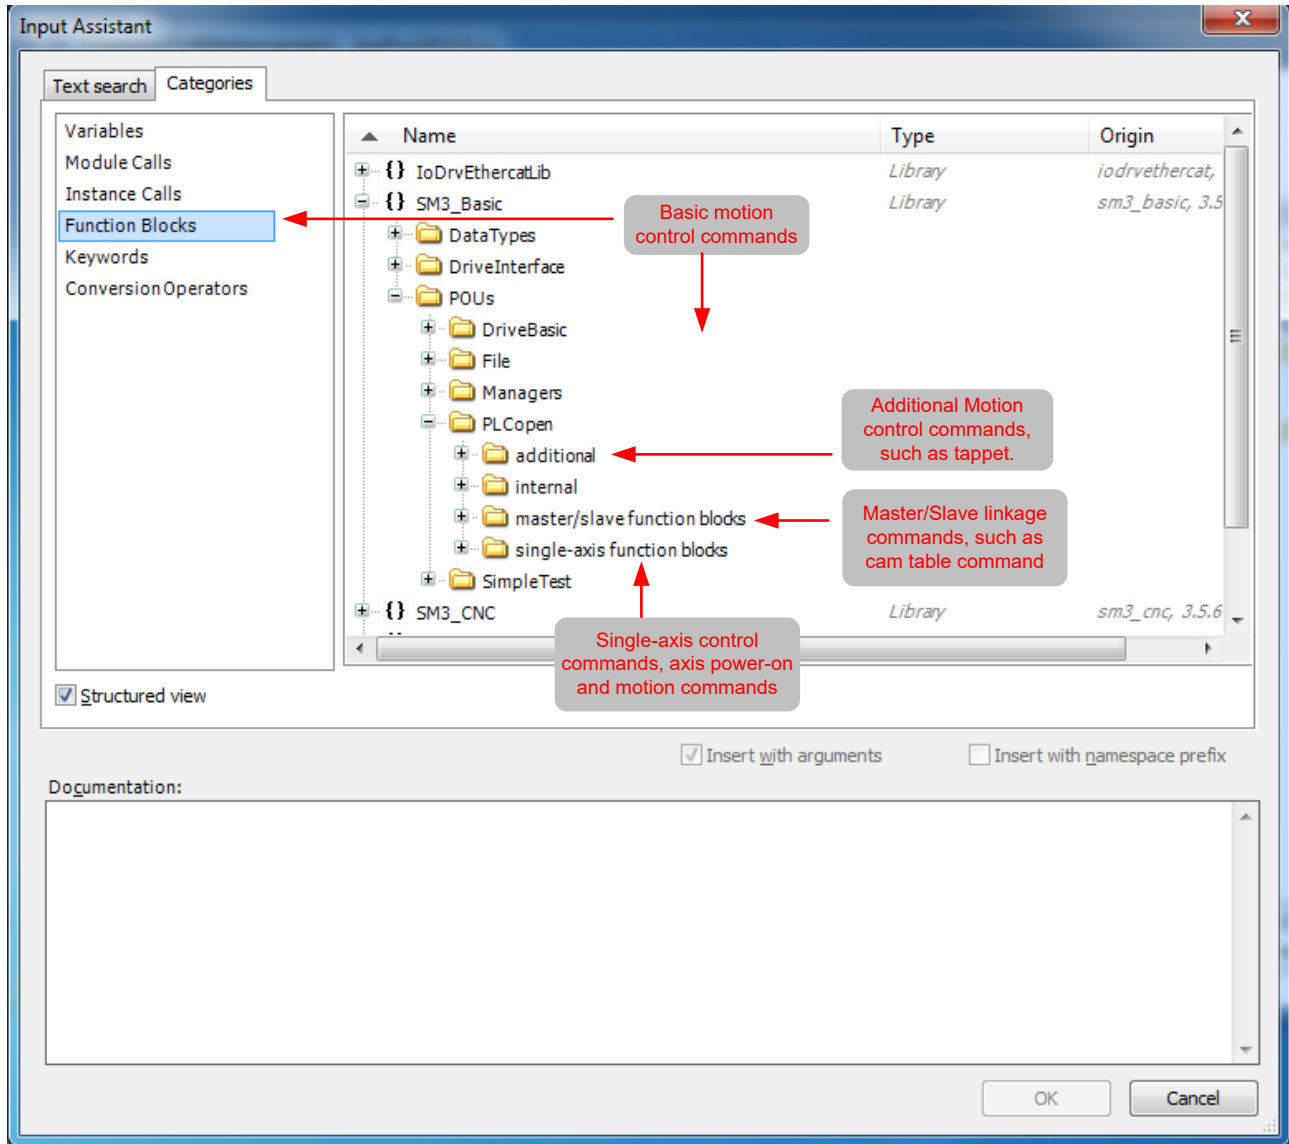 Input Assistant
X
Text search
Categories
Variables
Module Calls
Instance Calls
Function Blocks
Keywords
Conversion Operators
Name
Type
Origin
{} IoDrvEthercatLib
Library
iodrvethercat,
{} SM3_Basic
Library
sm3_basic, 3.5
DataTypes
DriveInterface
POUs
DriveBasic
File
Managers
PLCopen
additional
internal
master/slave function blocks
single-axis function blocks
SimpleTest
{} SM3_CNC
Library
sm3_cnc, 3.5.6
Basic motion
control commands
Additional Motion
control commands,
such as tappet.
Master/Slave linkage
commands, such as
cam table command
Single-axis control
commands, axis power-on
and motion commands
Structured view
Insert with arguments
Insert with namespace prefix
Documentation:
OK
Cancel